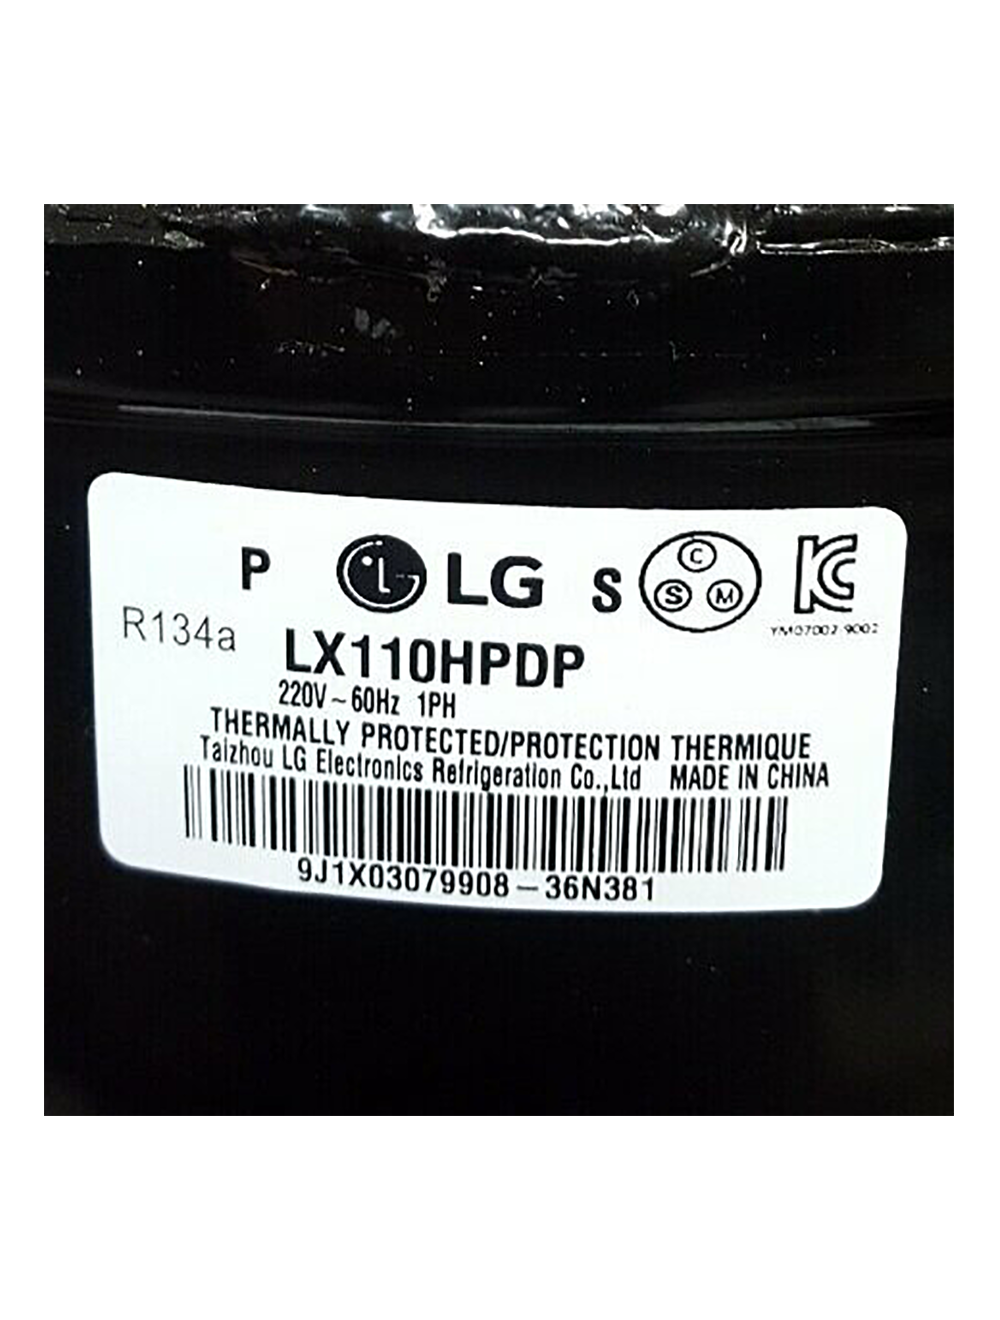 P LG S C S M KC
YM07007-9002
R134a
LX110HPDP
220V~60Hz 1PH
THERMALLY PROTECTED/PROTECTION THERMIQUE
Taizhou LG Electronics Refrigeration Co.,Ltd MADE IN CHINA
9J1X03079908-36N381